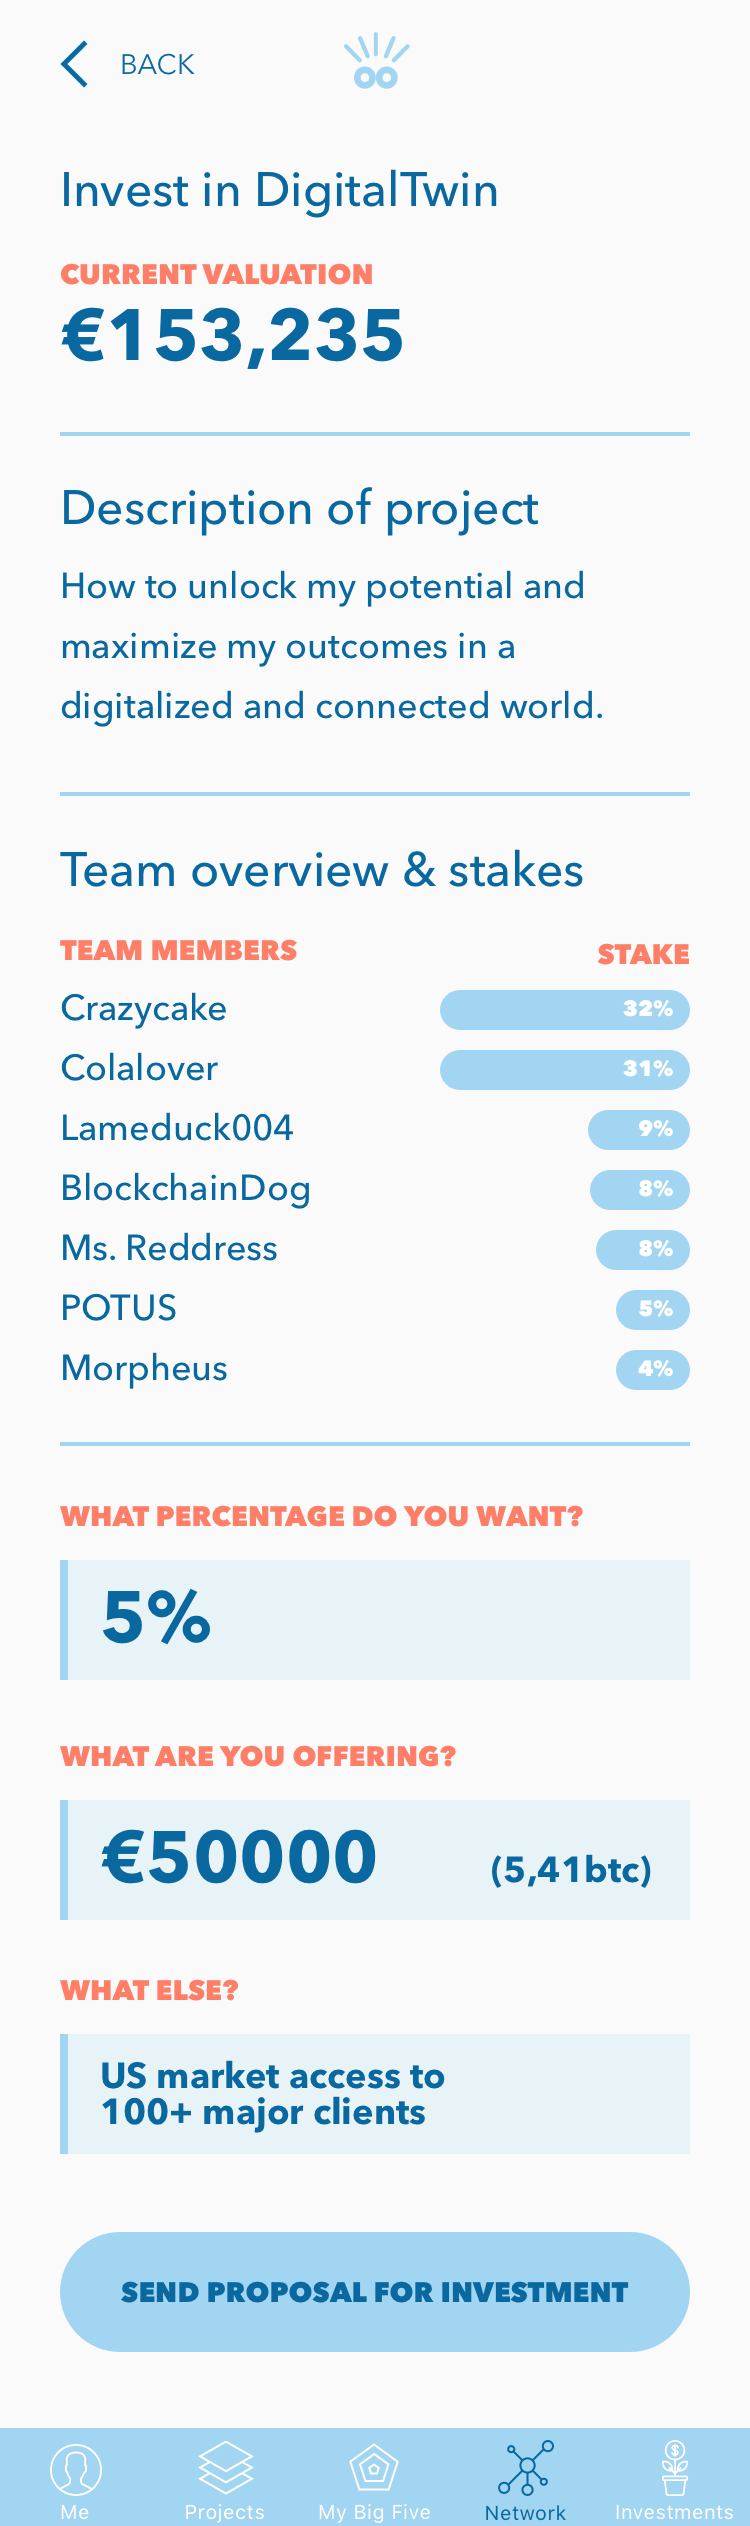 BACK
Invest in DigitalTwin
CURRENT VALUATION
€153,235
Description of project
How to unlock my potential and
maximize my outcomes in a
digitalized and connected world.
Team overview & stakes
TEAM MEMBERS STAKE
Crazycake 32%
Colalover 31%
Lameduck004 9%
BlockchainDog 8%
Ms. Reddress 8%
POTUS 5%
Morpheus 4%
WHAT PERCENTAGE DO YOU WANT?
5%
WHAT ARE YOU OFFERING?
€50000 (5,41btc)
WHAT ELSE?
US market access to
100+ major clients
SEND PROPOSAL FOR INVESTMENT
Me Projects My Big Five Network Investments